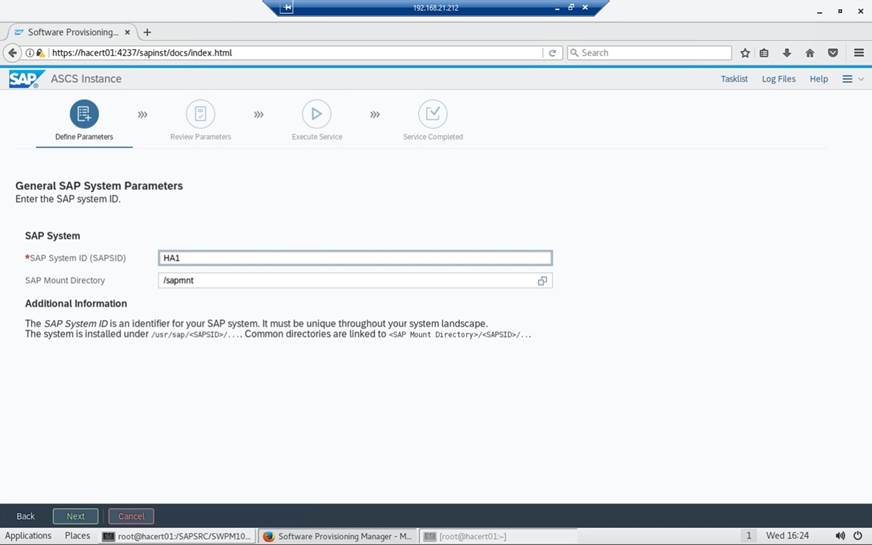 192.168.21.212
Software Provisioning...
https://hacert01:4237/sapinst/docs/index.html
Search
SAP ASCS Instance
Tasklist Log Files Help
Define Parameters
Review Parameters
Execute Service
Service Completed
General SAP System Parameters
Enter the SAP system ID.
SAP System
*SAP System ID (SAPSID) HA1
SAP Mount Directory /sapmnt
Additional Information
The SAP System ID is an identifier for your SAP system. It must be unique throughout your system landscape.
The system is installed under /usr/sap/<SAPSID>/.... Common directories are linked to <SAP Mount Directory>/<SAPSID>/...
Back Next Cancel
Applications Places root@hacert01:/SAPSRC/SWPM10... Software Provisioning Manager - M... [root@hacert01:~] 1 Wed 16:24